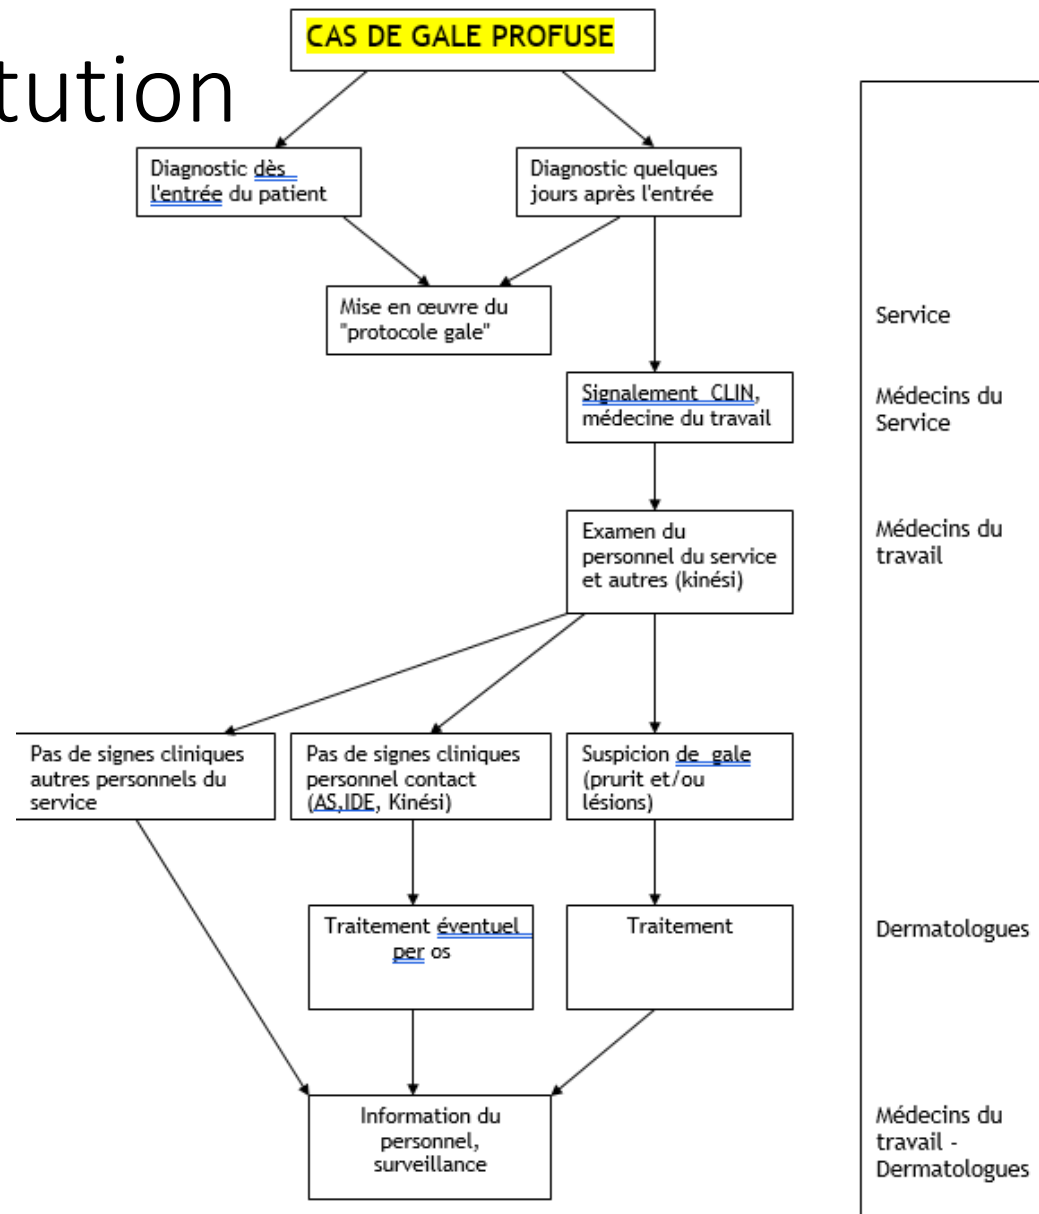 CAS DE GALE PROFUSE
tution
Diagnostic dès
l'entrée du patient
Diagnostic quelques
jours après l'entrée
Mise en œuvre du
"protocole gale"
Service
Signalement CLIN,
médecine du travail
Médecins du
Service
Examen du
personnel du service
et autres (kinési)
Médecins du
travail
Pas de signes cliniques
autres personnels du
service
Pas de signes cliniques
personnel contact
(AS,IDE, Kinési)
Suspicion de gale
(prurit et/ou
lésions)
Traitement éventuel
per os
Traitement
Dermatologues
Information du
personnel,
surveillance
Médecins du
travail -
Dermatologues